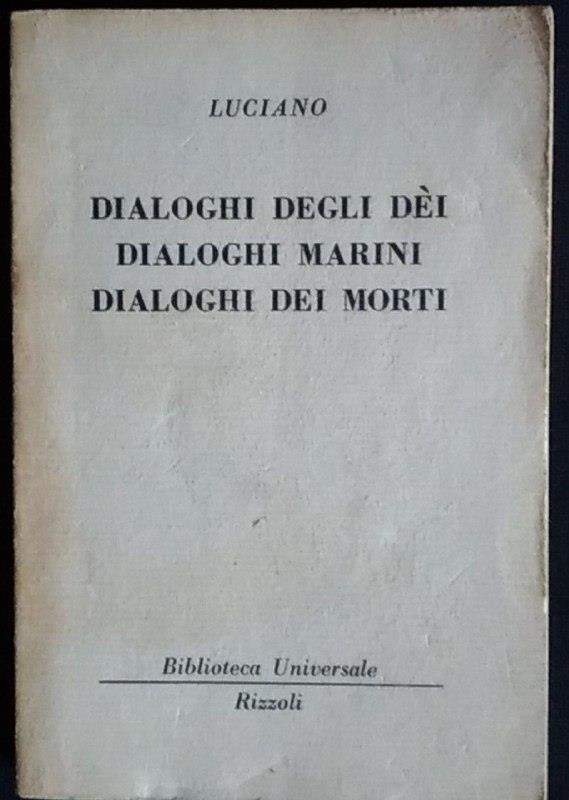 LUCIANO
DIALOGHI DEGLI DÈI
DIALOGHI MARINI
DIALOGHI DEI MORTI
Biblioteca Universale
Rizzoli